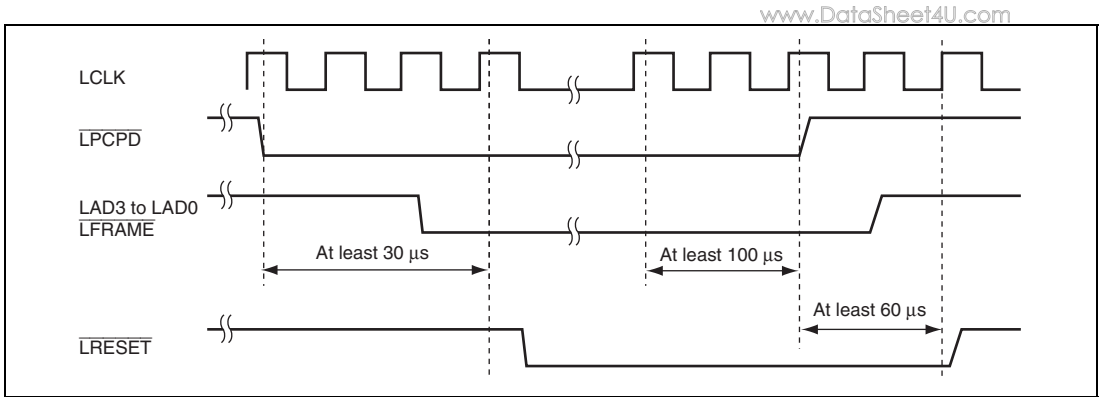 www.DataSheet4U.com
LCLK
LPCPD
LAD3 to LAD0
LFRAME
At least 30 μs
At least 100 μs
At least 60 μs
LRESET